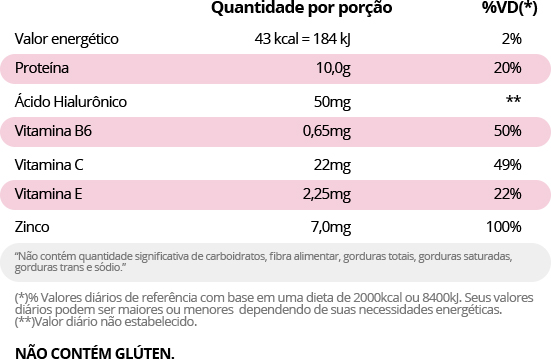 Quantidade por porção %VD(*)
Valor energético 43 kcal = 184 kJ 2%
Proteína 10,0g 20%
Ácido Hialurônico 50mg **
Vitamina B6 0,65mg 50%
Vitamina C 22mg 49%
Vitamina E 2,25mg 22%
Zinco 7,0mg 100%
“Não contém quantidade significativa de carboidratos, fibra alimentar, gorduras totais, gorduras saturadas,
gorduras trans e sódio.”
(*)% Valores diários de referência com base em uma dieta de 2000kcal ou 8400kJ. Seus valores
diários podem ser maiores ou menores dependendo de suas necessidades energéticas.
(**)Valor diário não estabelecido.
NÃO CONTÉM GLÚTEN.